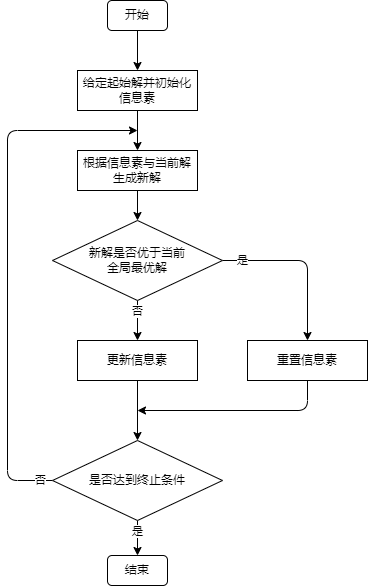 开始
给定起始解并初始化
信息素
根据信息素与当前解
生成新解
新解是否优于当前
全局最优解
是
否
更新信息素
重置信息素
是否达到终止条件
否
是
结束